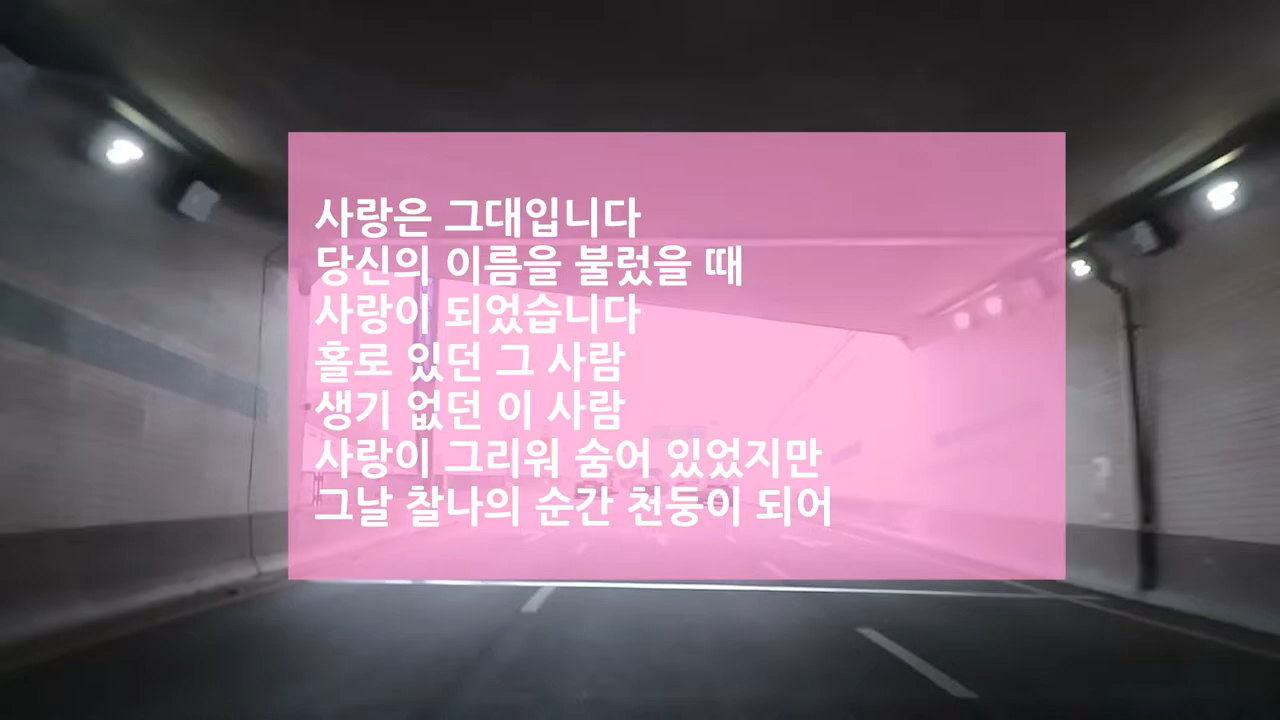 사랑은 그대입니다
당신의 이름을 불렀을 때
사랑이 되었습니다
홀로 있던 그 사람
생기 없던 이 사람
사랑이 그리워 숨어 있었지만
그날 찰나의 순간 천둥이 되어